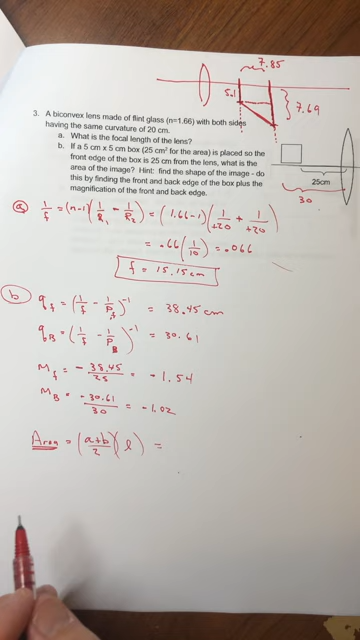 7.85
5.1
7.69
3. A biconvex lens made of flint glass (n=1.66) with both sides
having the same curvature of 20 cm.
a. What is the focal length of the lens?
b. If a 5 cm x 5 cm box (25 cm² for the area) is placed so the
front edge of the box is 25 cm from the lens, what is the
area of the image? Hint: find the shape of the image - do
this by finding the front and back edge of the box plus the
magnification of the front and back edge.
25cm
30
ⓐ 1/f = (n-1)(1/R₁ - 1/R₂) = (1.66-1)(1/+20 + 1/+20)
= .66(1/10) = .066
f = 15.15cm
ⓑ q_f = (1/f - 1/P_f)⁻¹ = 38.45 cm
q_B = (1/f - 1/P_B)⁻¹ = 30.61
M_f = - 38.45/25 = - 1.54
M_B = - 30.61/30 = -1.02
Area = (a+b/2)(l) =